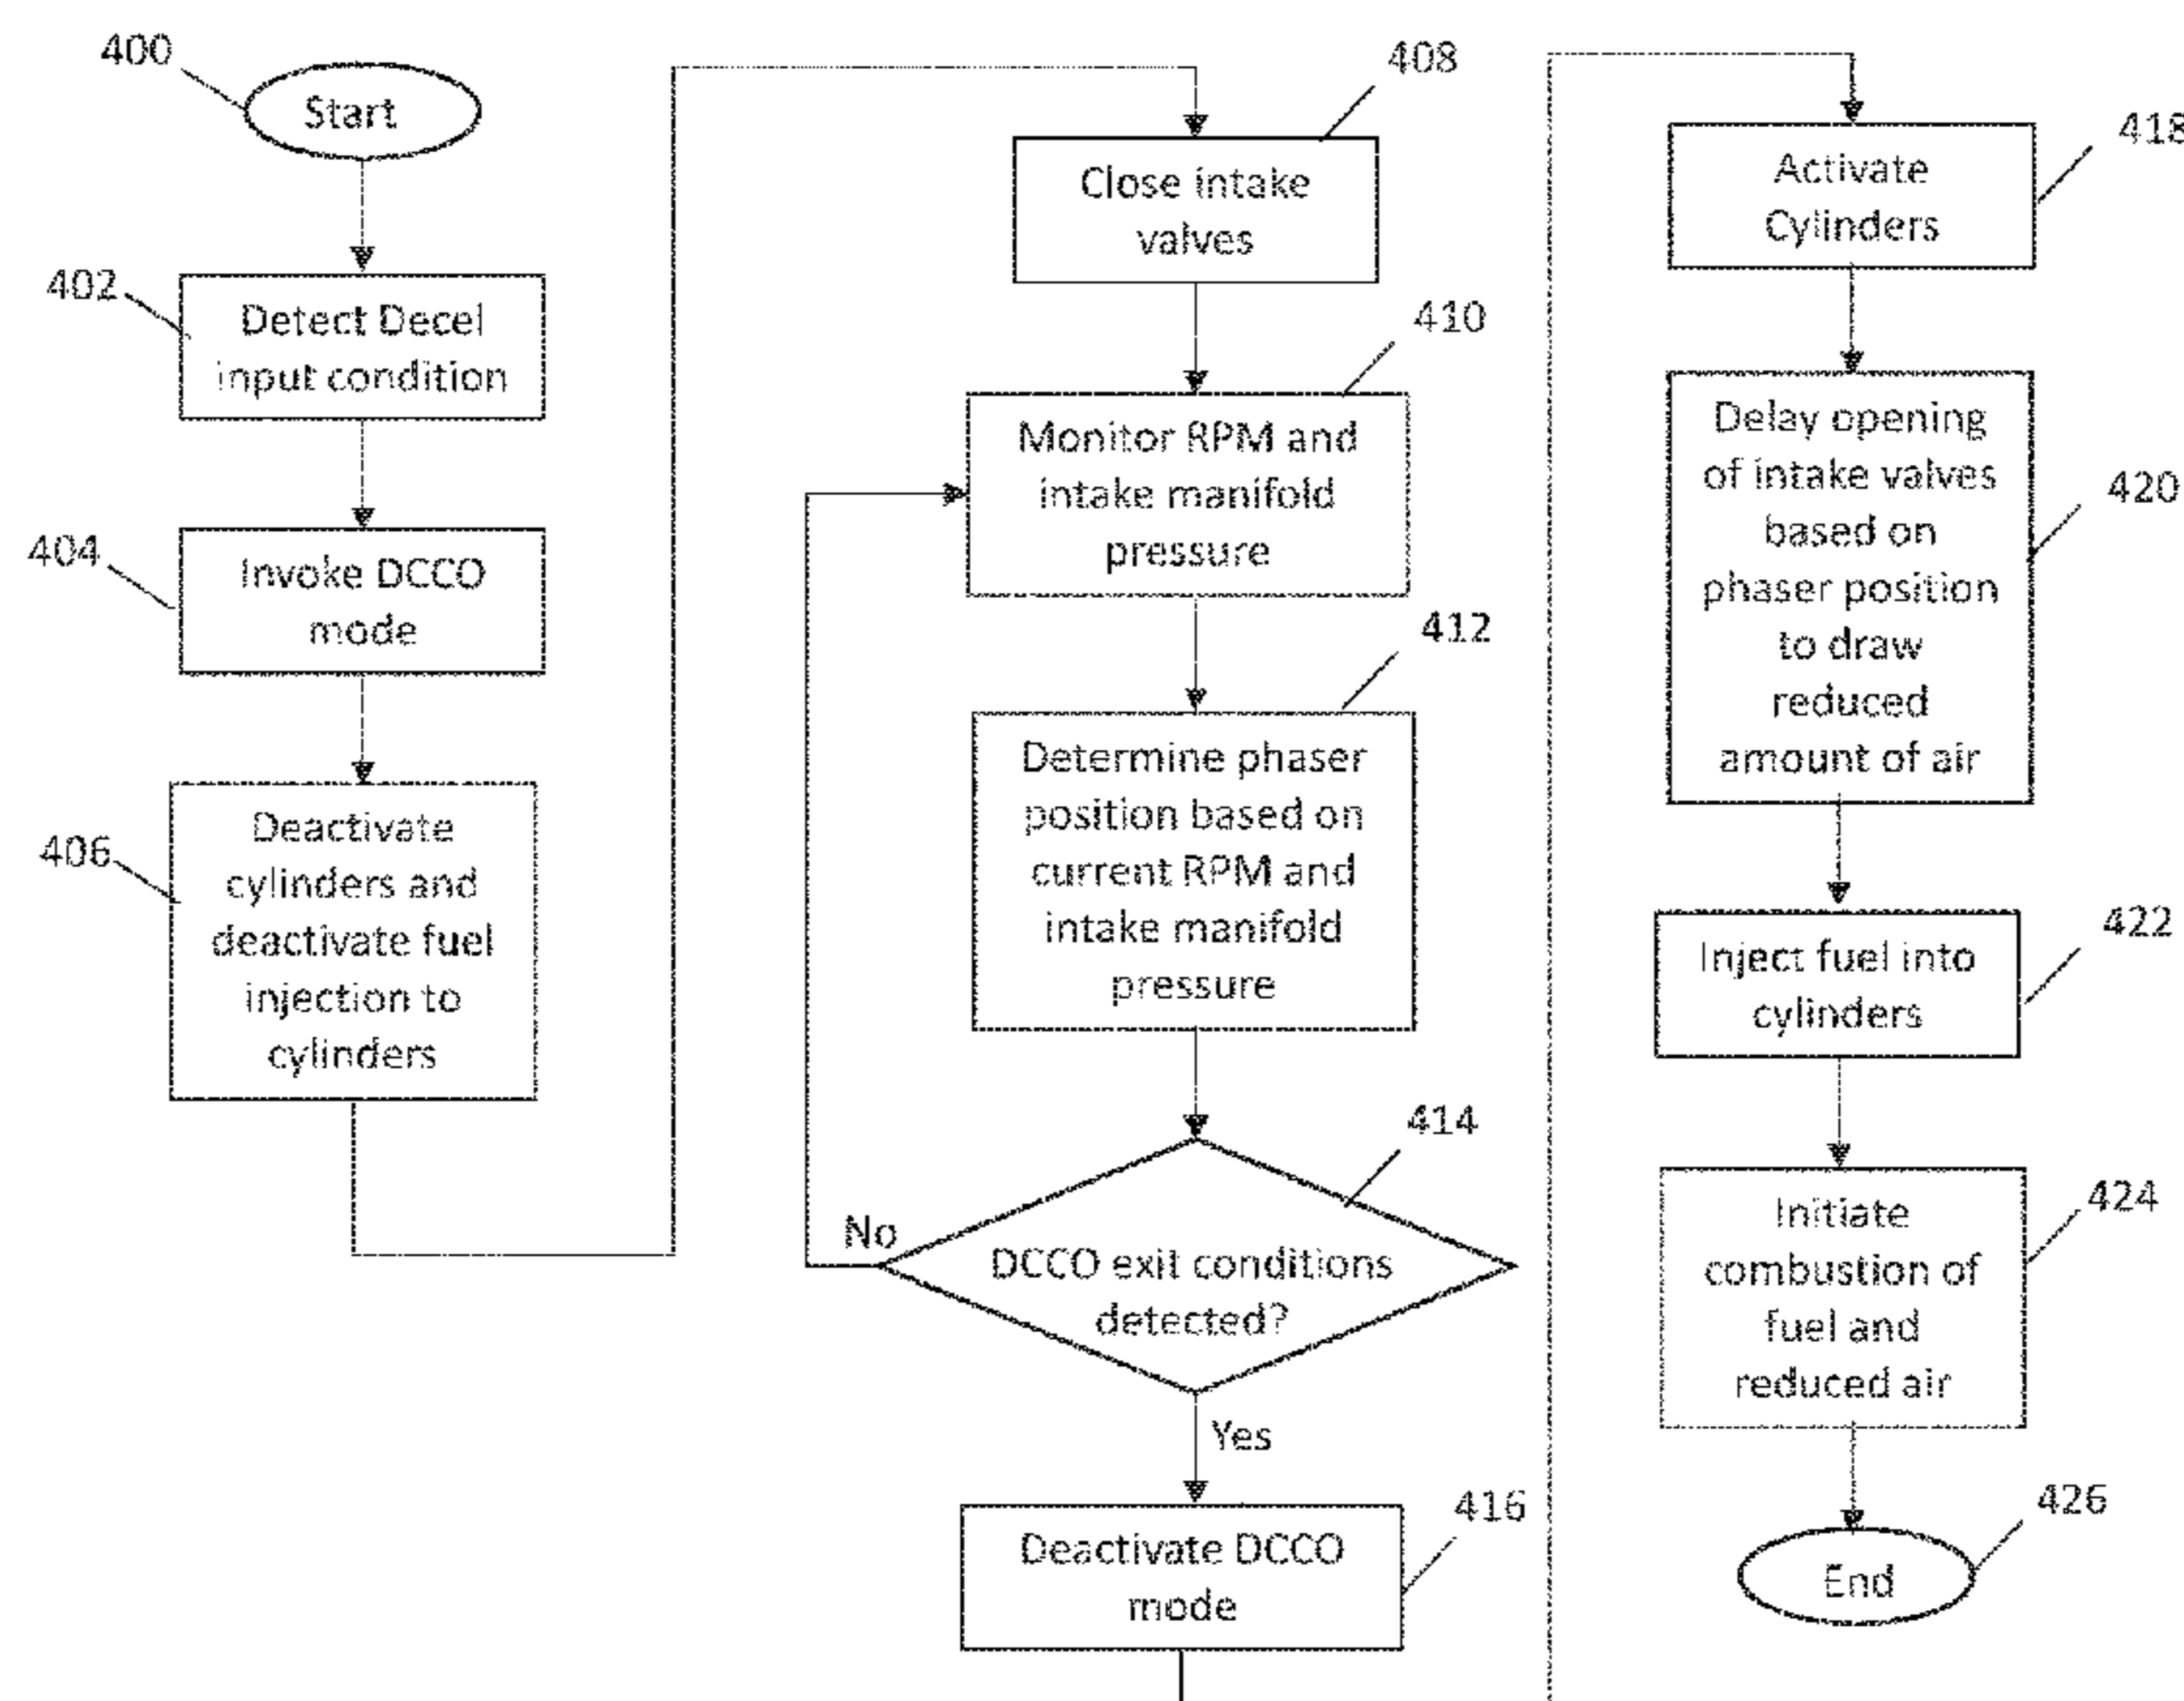 400
Start
402
Detect Decel
input condition
404
Invoke DCCO
mode
406
Deactivate
cylinders and
deactivate fuel
injection to
cylinders
408
Close intake
valves
410
Monitor RPM and
intake manifold
pressure
412
Determine phaser
position based on
current RPM and
intake manifold
pressure
414
No
DCCO exit conditions
detected?
Yes
416
Deactivate DCCO
mode
418
Activate
Cylinders
420
Delay opening
of intake valves
based on
phaser position
to draw
reduced
amount of air
422
Inject fuel into
cylinders
424
Initiate
combustion of
fuel and
reduced air
426
End